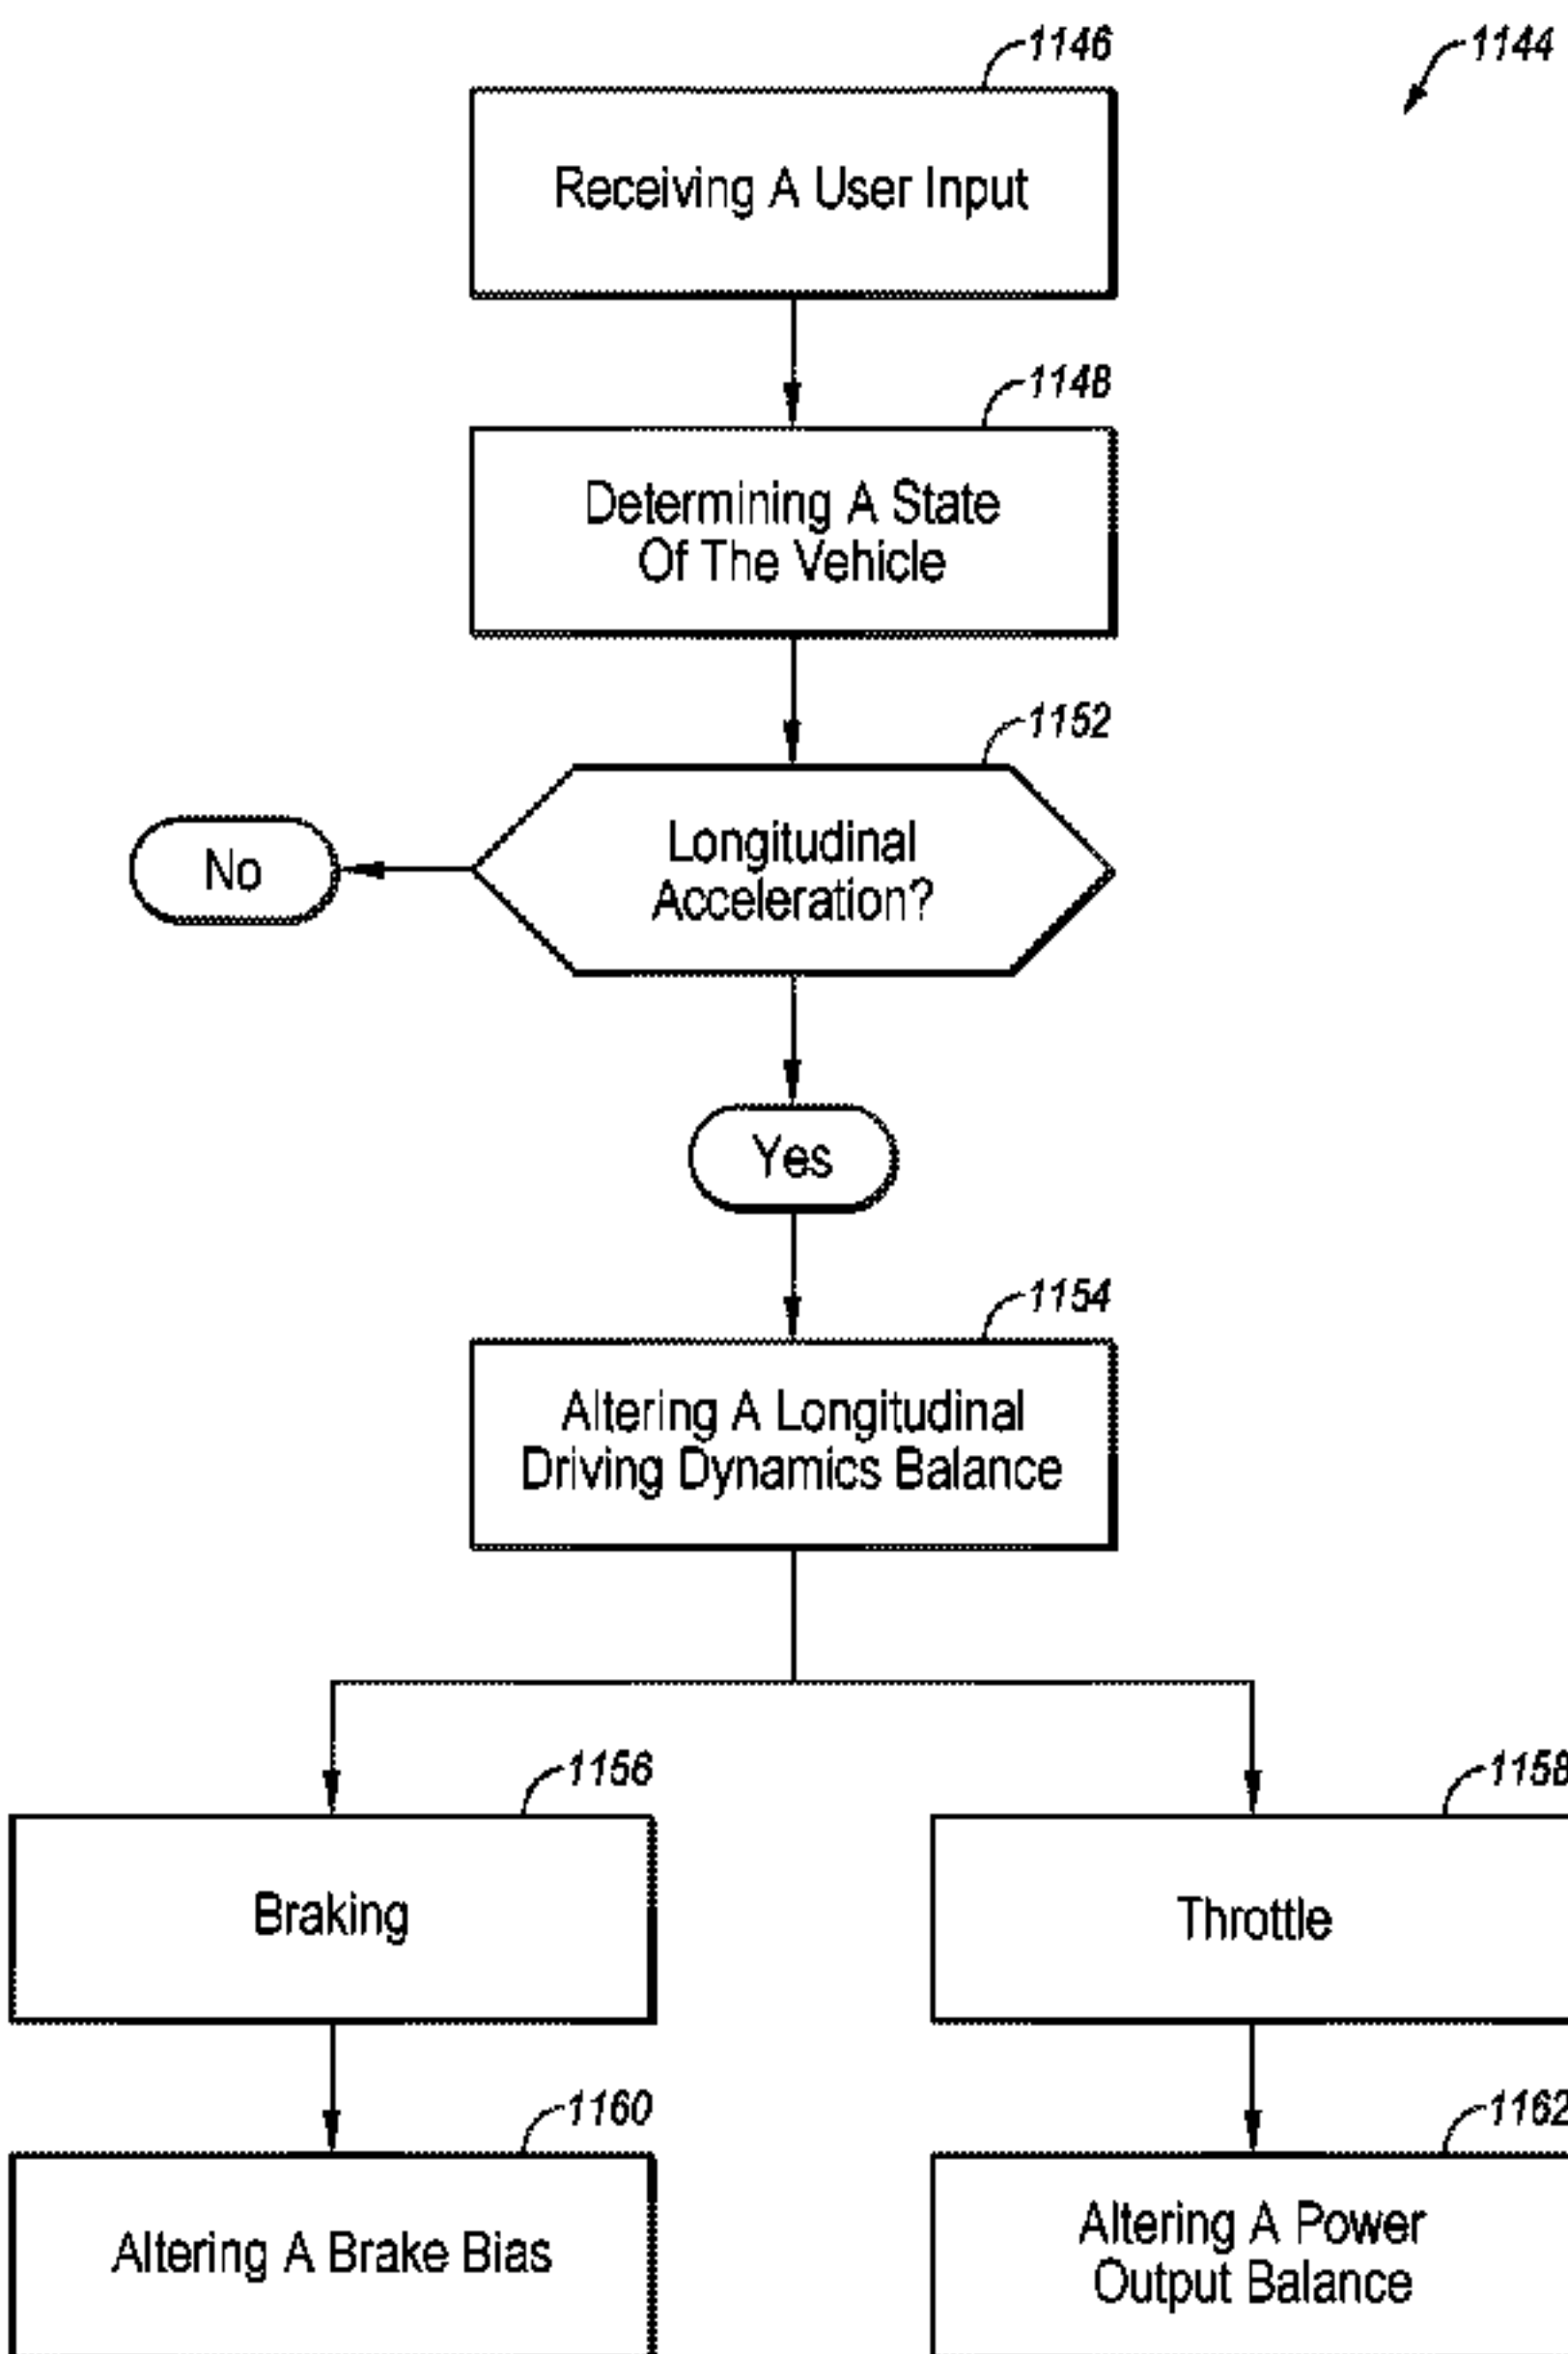 1146
1144
Receiving A User Input
1148
Determining A State
Of The Vehicle
1152
Longitudinal
Acceleration?
No
Yes
1154
Altering A Longitudinal
Driving Dynamics Balance
1156
1158
Braking
Throttle
1160
1162
Altering A Brake Bias
Altering A Power
Output Balance